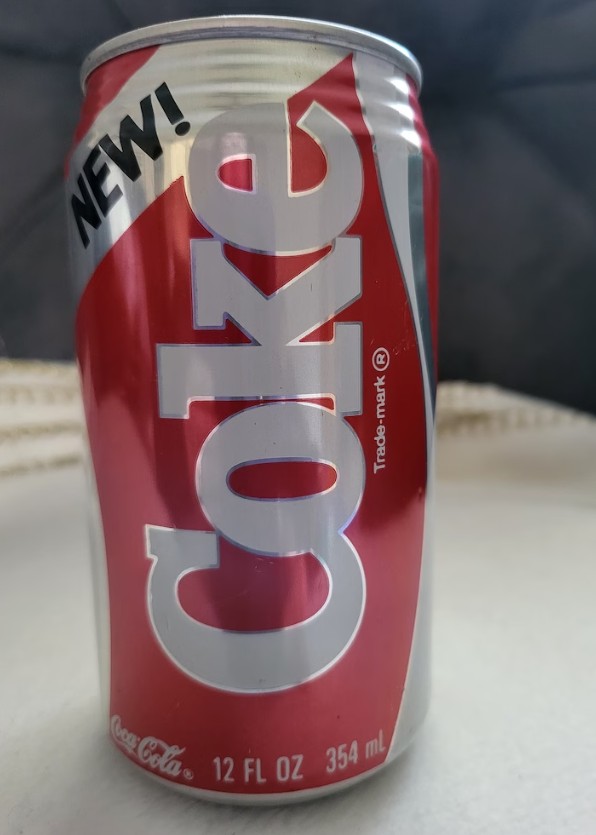 NEW!
Coke
Trade-mark ®
Coca-Cola®
12 FL OZ 354 mL